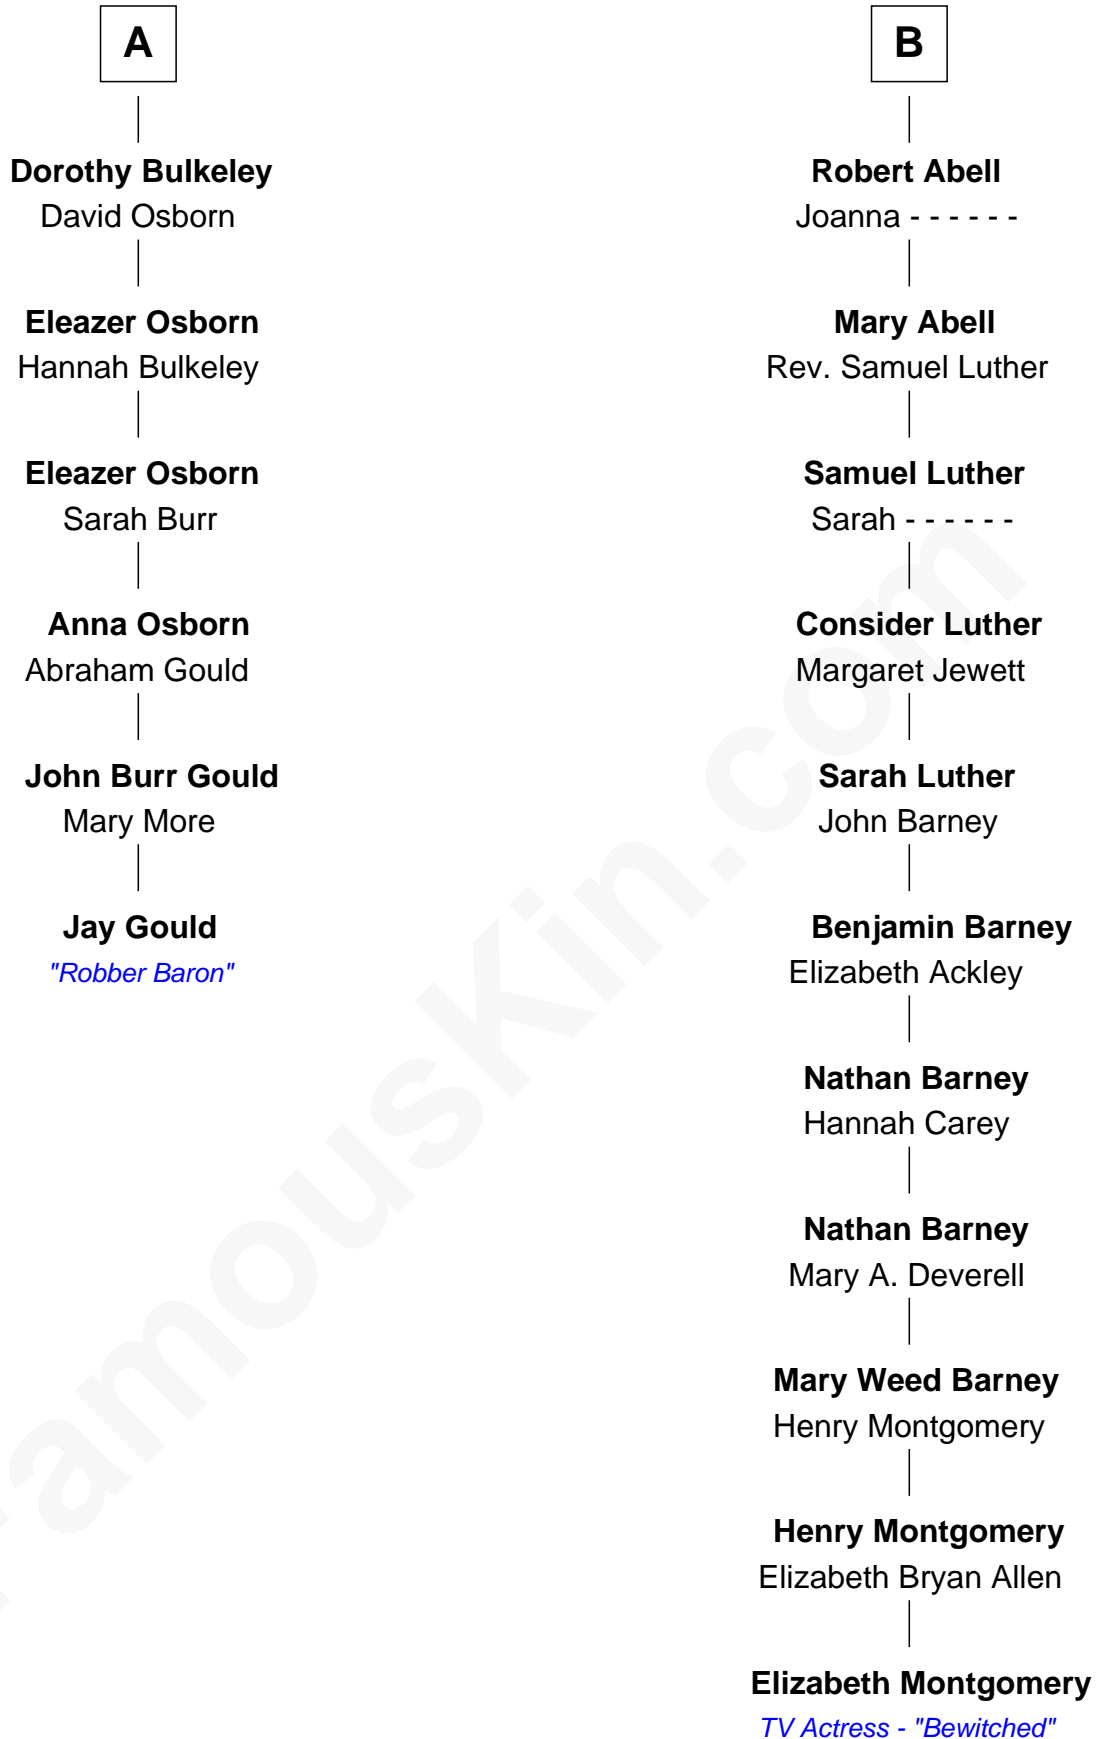 A
Dorothy Bulkeley
David Osborn
Eleazer Osborn
Hannah Bulkeley
Eleazer Osborn
Sarah Burr
Anna Osborn
Abraham Gould
John Burr Gould
Mary More
Jay Gould
"Robber Baron"
B
Robert Abell
Joanna - - - - - -
Mary Abell
Rev. Samuel Luther
Samuel Luther
Sarah - - - - - -
Consider Luther
Margaret Jewett
Sarah Luther
John Barney
Benjamin Barney
Elizabeth Ackley
Nathan Barney
Hannah Carey
Nathan Barney
Mary A. Deverell
Mary Weed Barney
Henry Montgomery
Henry Montgomery
Elizabeth Bryan Allen
Elizabeth Montgomery
TV Actress - "Bewitched"
FamousKin.com